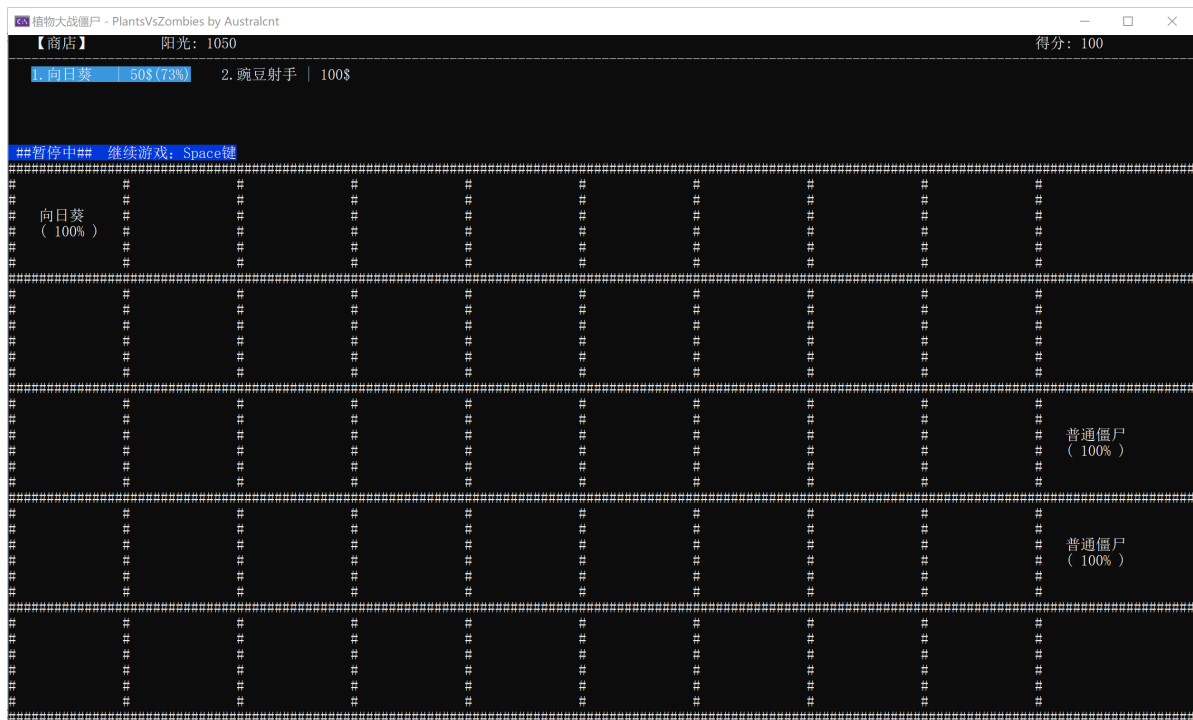 植物大战僵尸 - PlantsVsZombies by Australcnt
【商店】 阳光: 1050 得分: 100
1.向日葵 | 50$(73%) 2.豌豆射手 | 100$
##暂停中## 继续游戏: Space键
向日葵
( 100% )
普通僵尸
( 100% )
普通僵尸
( 100% )